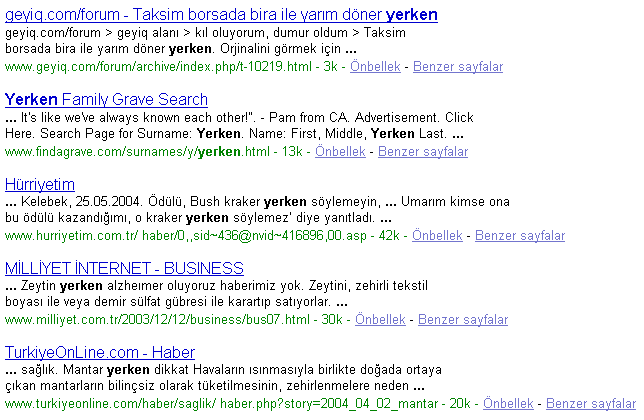 geyiq.com/forum - Taksim borsada bira ile yarım döner yerken
geyiq.com/forum > geyiq alanı > kıl oluyorum, dumur oldum > Taksim
borsada bira ile yarım döner yerken. Orjinalini görmek için ...
www.geyiq.com/forum/archive/index.php/t-10219.html - 3k - Önbellek - Benzer sayfalar
Yerken Family Grave Search
... It's like we've always known each other!". - Pam from CA. Advertisement. Click
Here. Search Page for Surname: Yerken. Name: First, Middle, Yerken Last. ...
www.findagrave.com/surnames/y/yerken.html - 13k - Önbellek - Benzer sayfalar
Hürriyetim
... Kelebek, 25.05.2004. Ödülü, Bush kraker yerken söylemeyin, ... Umarım kimse ona
bu ödülü kazandığımı, o kraker yerken söylemez' diye yanıtladı. ...
www.hurriyetim.com.tr/ haber/0,,sid~436@nvid~416896,00.asp - 42k - Önbellek - Benzer sayfalar
MİLLİYET İNTERNET - BUSINESS
... Zeytin yerken alzheımer oluyoruz haberimiz yok. Zeytini, zehirli tekstil
boyası ile veya demir sülfat gübresi ile karartıp satıyorlar. ...
www.milliyet.com.tr/2003/12/12/business/bus07.html - 30k - Önbellek - Benzer sayfalar
TurkiyeOnLine.com - Haber
... sağlık. Mantar yerken dikkat Havaların ısınmasıyla birlikte doğada ortaya
çıkan mantarların bilinçsiz olarak tüketilmesinin, zehirlenmelere neden ...
www.turkiyeonline.com/haber/saglik/ haber.php?story=2004_04_02_mantar - 20k - Önbellek - Benzer sayfalar